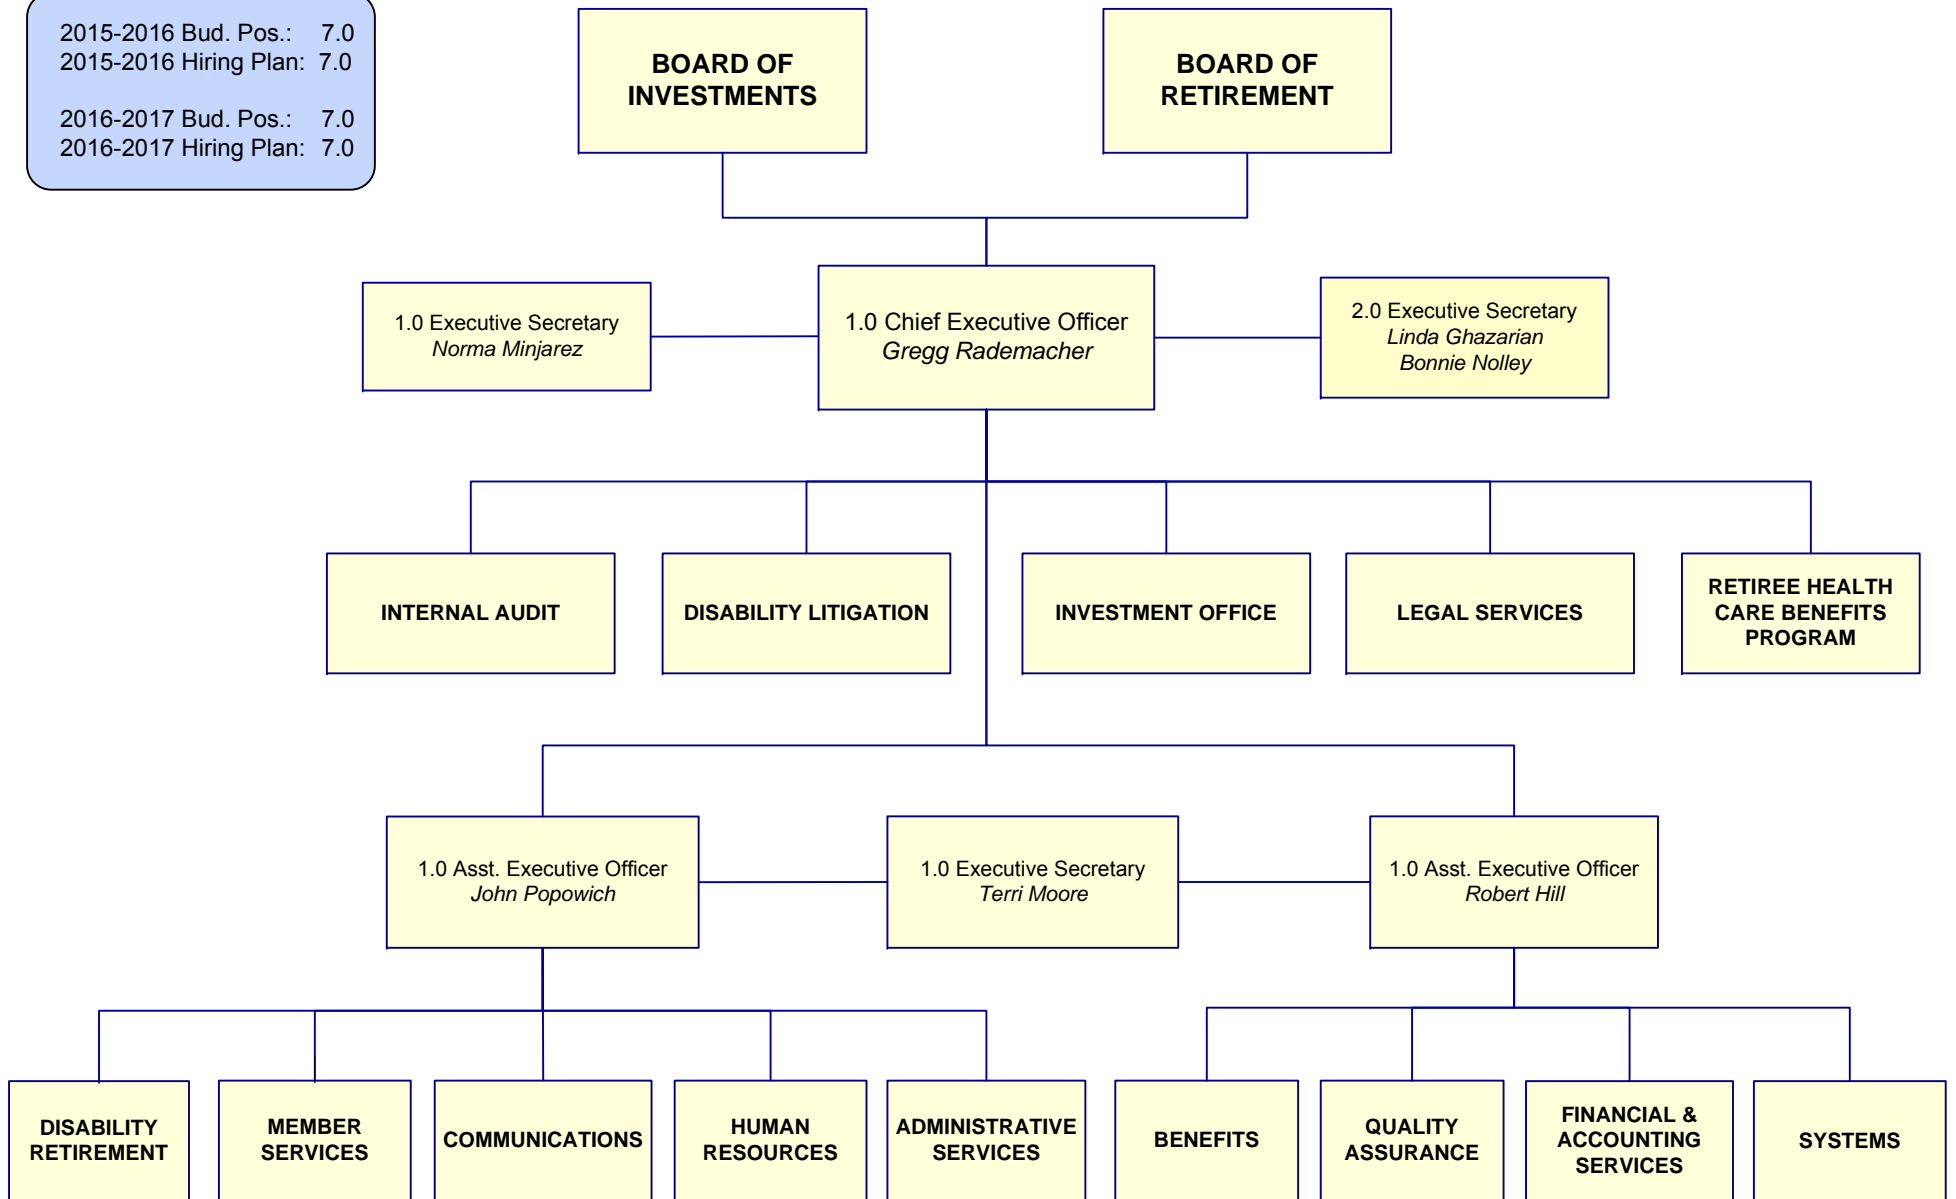 2015-2016 Bud. Pos.: 7.0
2015-2016 Hiring Plan: 7.0
2016-2017 Bud. Pos.: 7.0
2016-2017 Hiring Plan: 7.0
BOARD OF
INVESTMENTS
BOARD OF
RETIREMENT
1.0 Executive Secretary
Norma Minjarez
1.0 Chief Executive Officer
Gregg Rademacher
2.0 Executive Secretary
Linda Ghazarian
Bonnie Nolley
INTERNAL AUDIT
DISABILITY LITIGATION
INVESTMENT OFFICE
LEGAL SERVICES
RETIREE HEALTH
CARE BENEFITS
PROGRAM
1.0 Asst. Executive Officer
John Popowich
1.0 Executive Secretary
Terri Moore
1.0 Asst. Executive Officer
Robert Hill
DISABILITY
RETIREMENT
MEMBER
SERVICES
COMMUNICATIONS
HUMAN
RESOURCES
ADMINISTRATIVE
SERVICES
BENEFITS
QUALITY
ASSURANCE
FINANCIAL &
ACCOUNTING
SERVICES
SYSTEMS